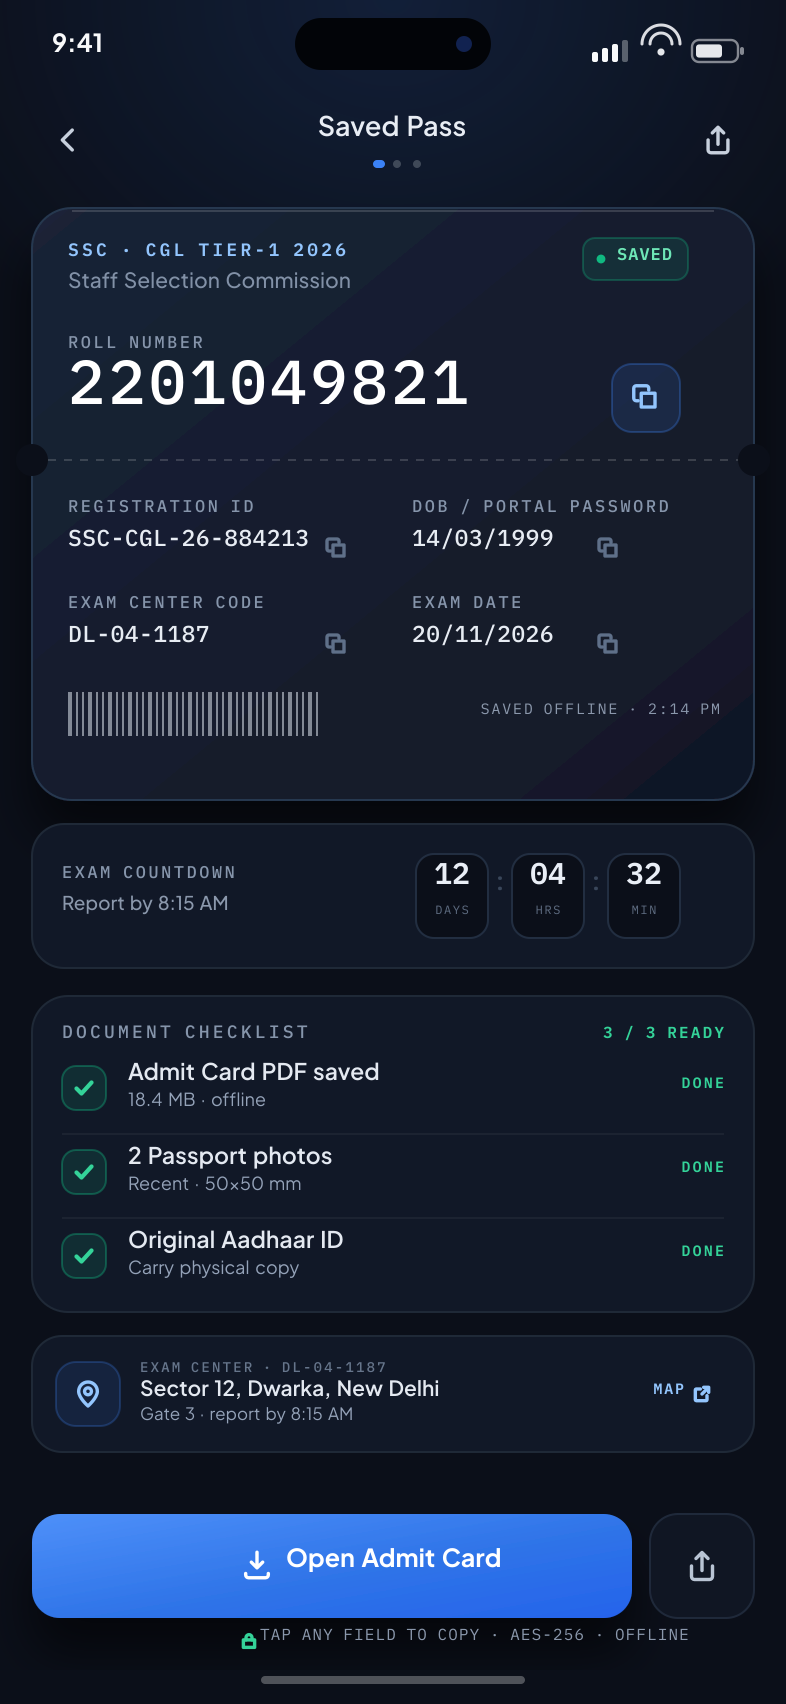 9:41
Saved Pass
SSC · CGL TIER-1 2026
SAVED
Staff Selection Commission
ROLL NUMBER
2201049821
REGISTRATION ID
SSC-CGL-26-884213
DOB / PORTAL PASSWORD
14/03/1999
EXAM CENTER CODE
DL-04-1187
EXAM DATE
20/11/2026
SAVED OFFLINE · 2:14 PM
EXAM COUNTDOWN
Report by 8:15 AM
12 : 04 : 32
DAYS HRS MIN
DOCUMENT CHECKLIST
3 / 3 READY
Admit Card PDF saved
18.4 MB · offline
DONE
2 Passport photos
Recent · 50×50 mm
DONE
Original Aadhaar ID
Carry physical copy
DONE
EXAM CENTER · DL-04-1187
Sector 12, Dwarka, New Delhi
Gate 3 · report by 8:15 AM
MAP
Open Admit Card
TAP ANY FIELD TO COPY · AES-256 · OFFLINE